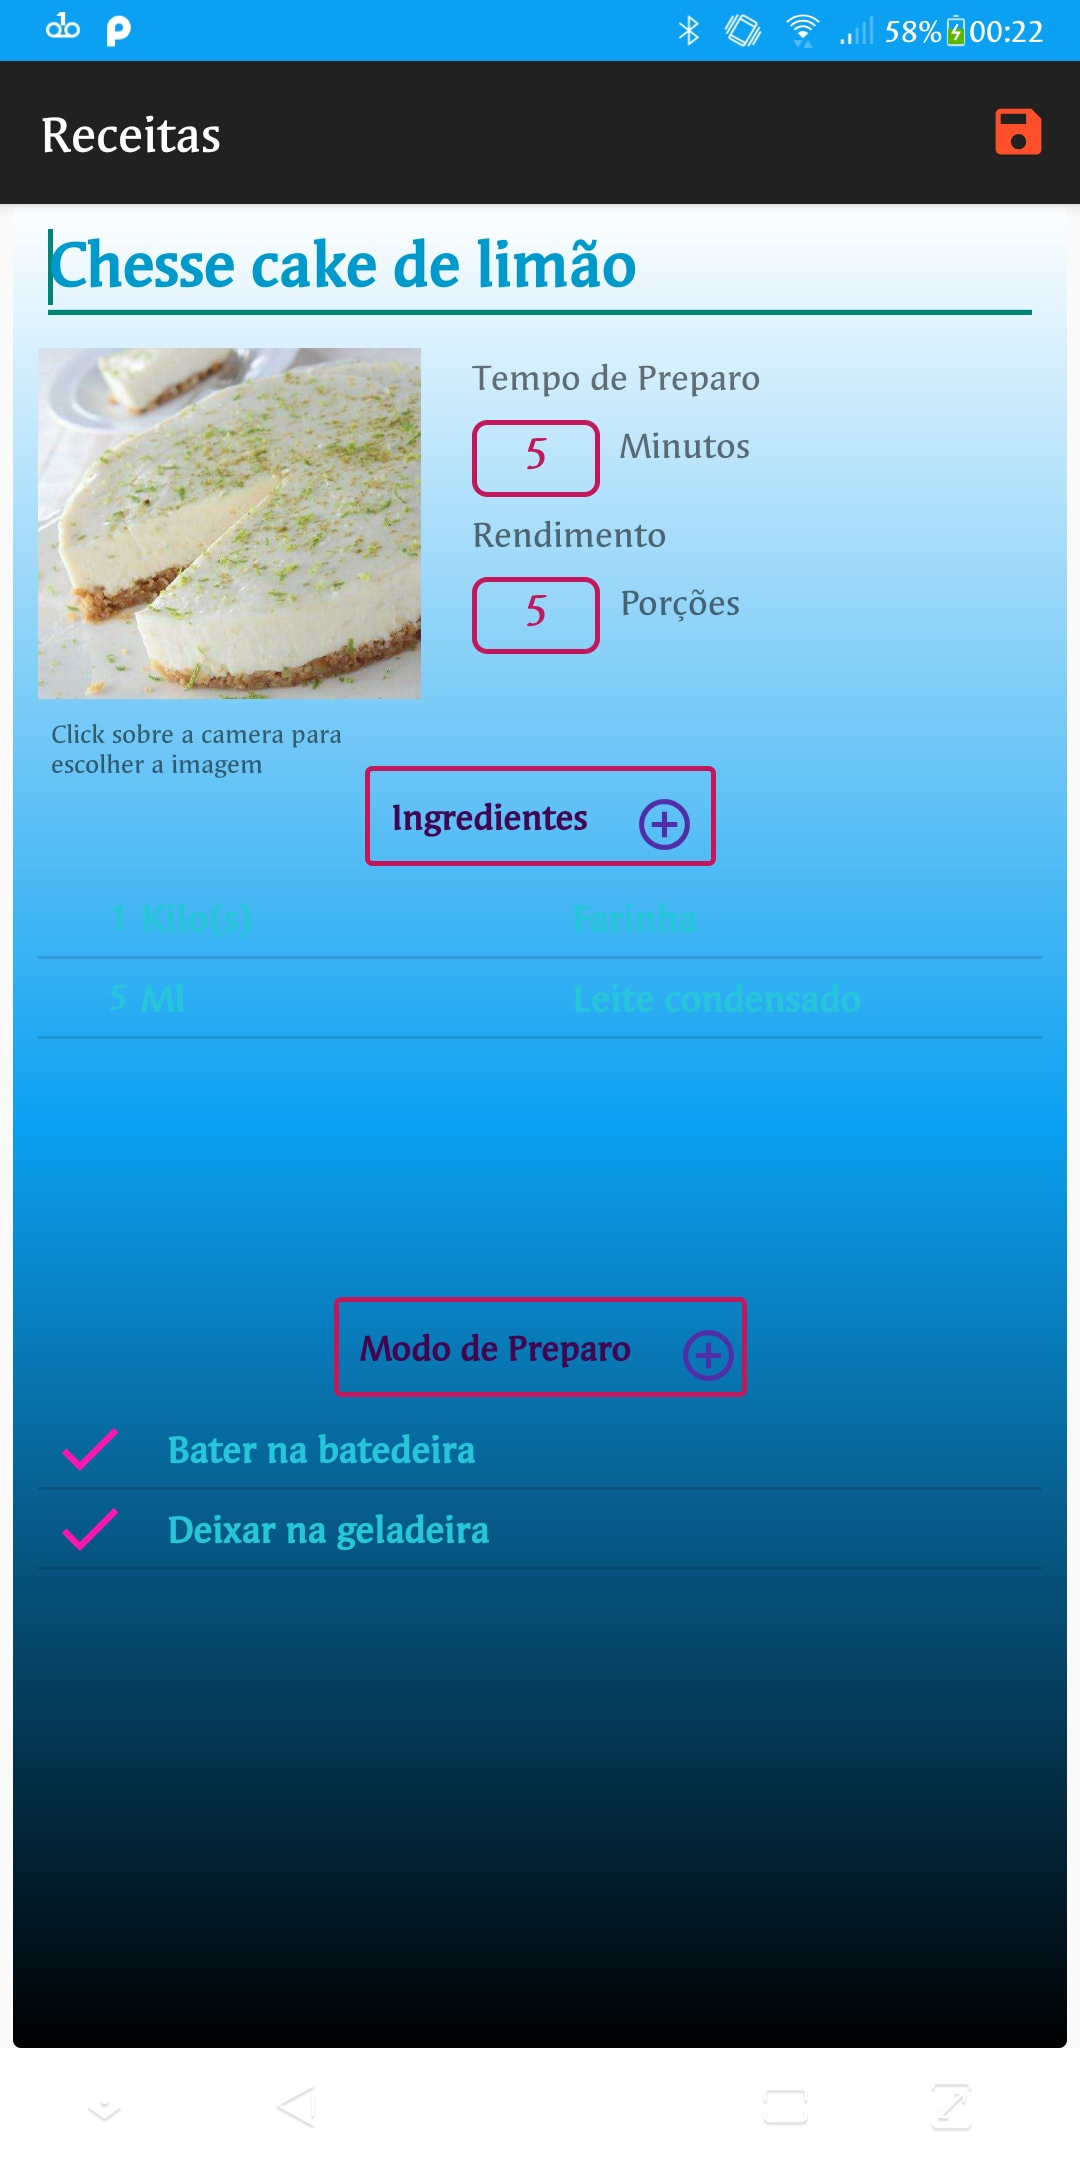 58% 00:22
Receitas
Chesse cake de limão
Tempo de Preparo
5 Minutos
Rendimento
5 Porções
Click sobre a camera para
escolher a imagem
Ingredientes
1 Kilo(s) Farinha
5 Ml Leite condensado
Modo de Preparo
Bater na batedeira
Deixar na geladeira